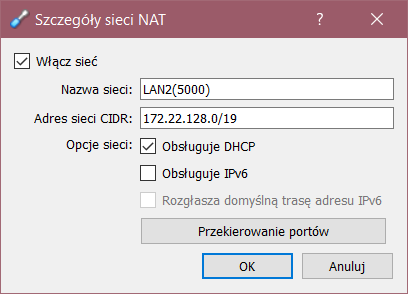 Szczegóły sieci NAT
Włącz sieć
Nazwa sieci: LAN2(5000)
Adres sieci CIDR: 172.22.128.0/19
Opcje sieci: Obsługuje DHCP
Obsługuje IPv6
Rozgłasza domyślną trasę adresu IPv6
Przekierowanie portów
OK Anuluj